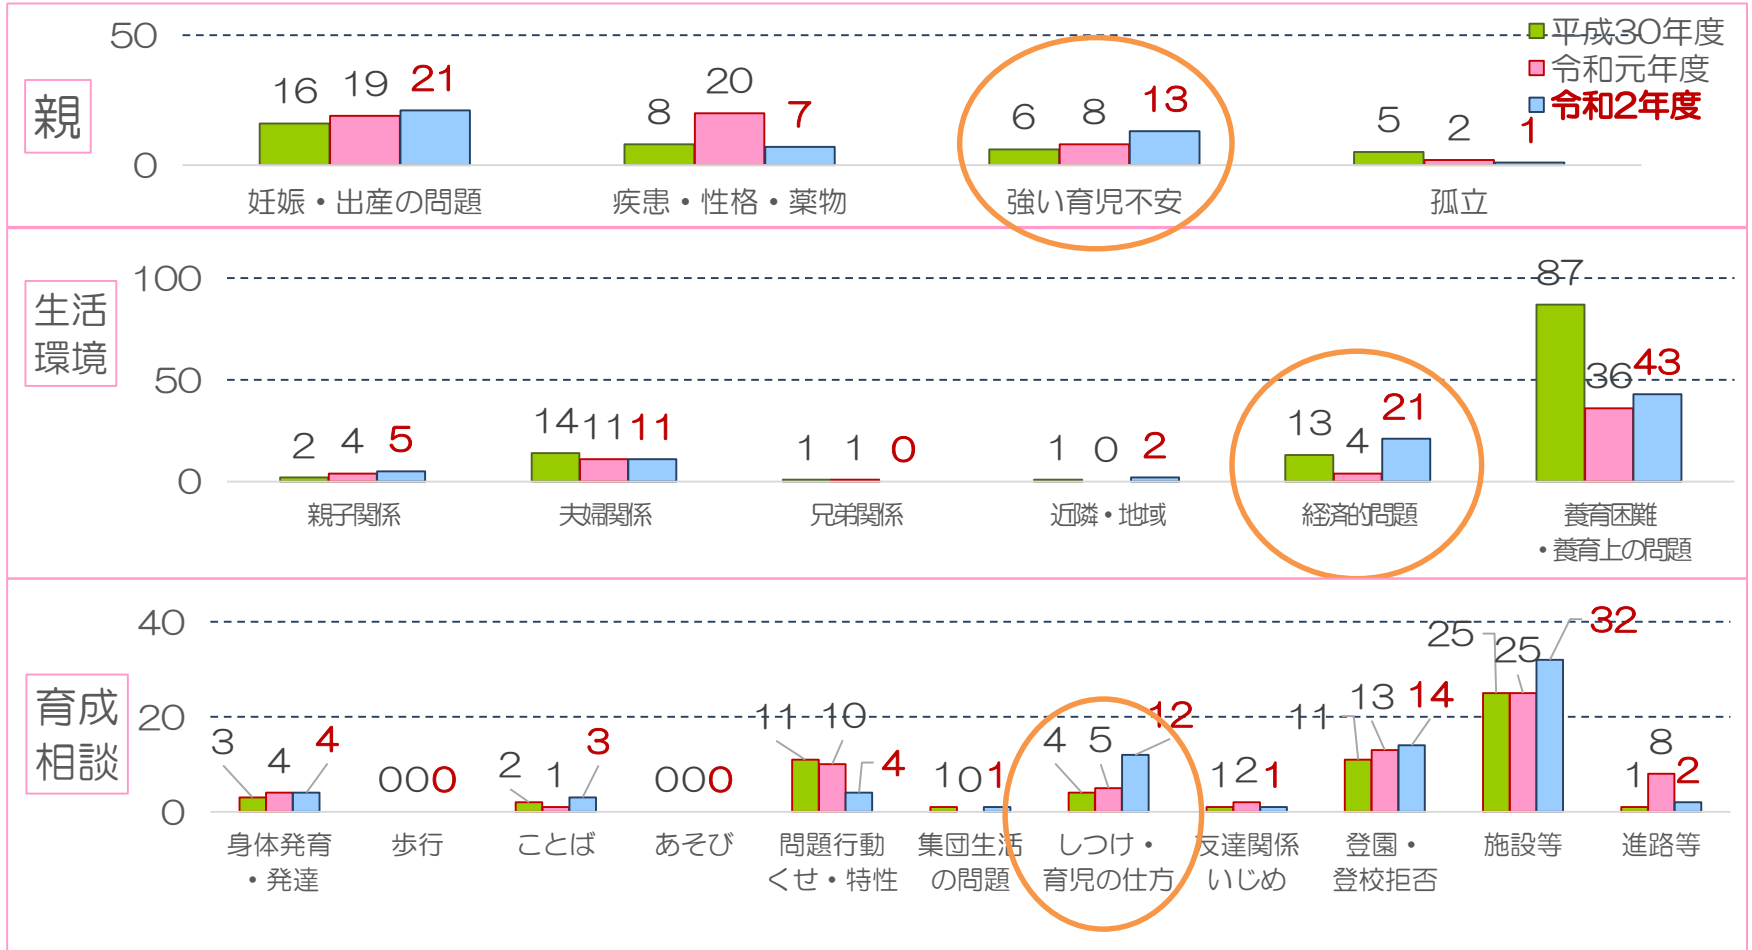 50
平成30年度
令和元年度
令和2年度
親
16 19 21
8 20 7
6 8 13
5 2 1
0
妊娠・出産の問題
疾患・性格・薬物
強い育児不安
孤立
生活
環境
100
50
0
2 4 5
14 11 11
1 1 0
1 0 2
13 4 21
87 36 43
親子関係
夫婦関係
兄弟関係
近隣・地域
経済的問題
養育困難
・養育上の問題
育成
相談
40
20
0
3 4 4
0 0 0
2 1 3
0 0 0
11 10 4
1 0 1
4 5 12
1 2 1
11 13 14
25 25 32
1 8 2
身体発育
・発達
歩行
ことば
あそび
問題行動
くせ・特性
集団生活
の問題
しつけ・
育児の仕方
友達関係
いじめ
登園・
登校拒否
施設等
進路等